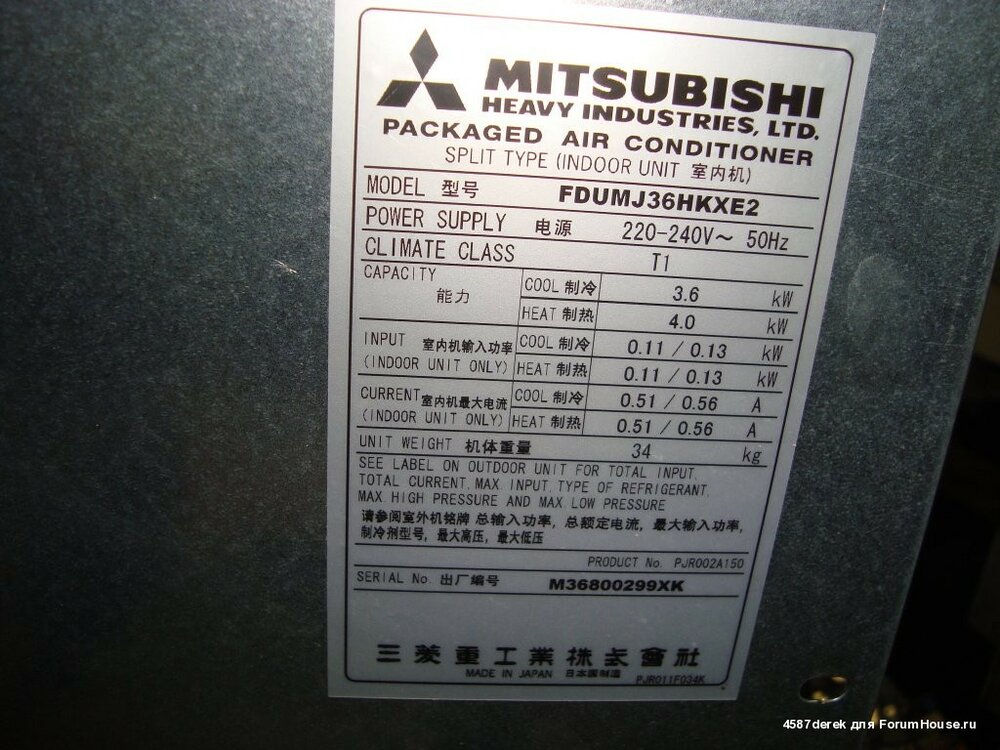 MITSUBISHI
HEAVY INDUSTRIES, LTD.
PACKAGED AIR CONDITIONER
SPLIT TYPE (INDOOR UNIT 室内机)
MODEL 型号 FDUMJ36HKXE2
POWER SUPPLY 电源 220-240V~ 50Hz
CLIMATE CLASS T1
CAPACITY 能力 COOL 制冷 3.6 kW
HEAT 制热 4.0 kW
INPUT 室内机输入功率 (INDOOR UNIT ONLY) COOL 制冷 0.11 / 0.13 kW
HEAT 制热 0.11 / 0.13 kW
CURRENT 室内机最大电流 (INDOOR UNIT ONLY) COOL 制冷 0.51 / 0.56 A
HEAT 制热 0.51 / 0.56 A
UNIT WEIGHT 机体重量 34 kg
SEE LABEL ON OUTDOOR UNIT FOR TOTAL INPUT,
TOTAL CURRENT, MAX INPUT, TYPE OF REFRIGERANT,
MAX HIGH PRESSURE AND MAX LOW PRESSURE
请参阅室外机铭牌 总输入功率, 总额定电流, 最大输入功率,
制冷剂型号, 最大高压, 最大低压
PRODUCT No. PJR002A150
SERIAL No. 出厂编号 M36800299XK
三菱重工業株式會社
MADE IN JAPAN 日本国制造 PJR011F034K
4587derek для ForumHouse.ru